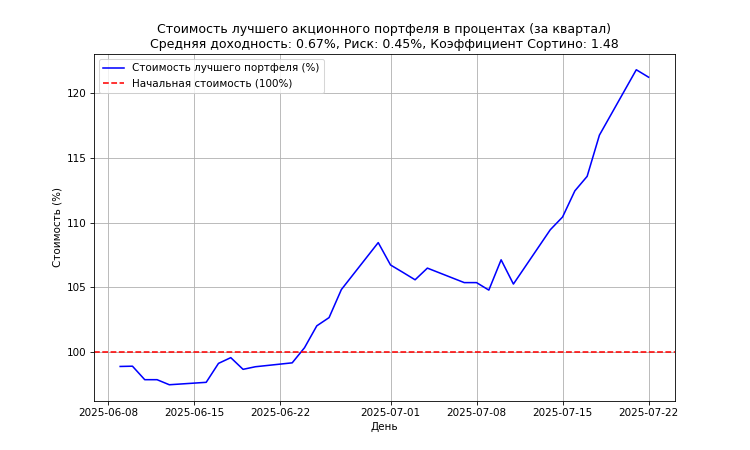 Стоимость лучшего акционного портфеля в процентах (за квартал)
Средняя доходность: 0.67%, Риск: 0.45%, Коэффициент Сортино: 1.48
Стоимость лучшего портфеля (%)
Начальная стоимость (100%)
Стоимость (%)
120
115
110
105
100
2025-06-08
2025-06-15
2025-06-22
2025-07-01
2025-07-08
2025-07-15
2025-07-22
День